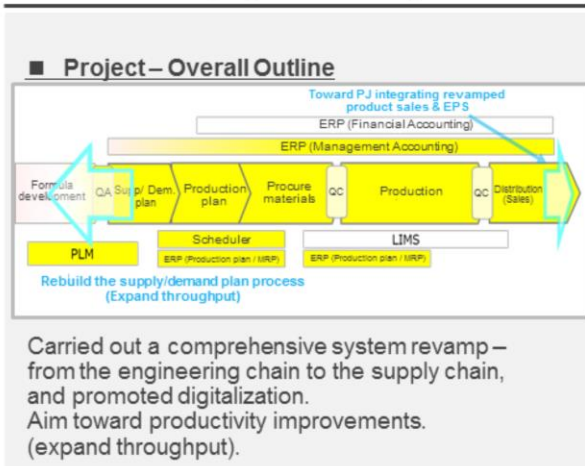 ■ Project – Overall Outline
Toward PJ integrating revamped
product sales & EPS
ERP (Financial Accounting)
ERP (Management Accounting)
Formula
development
QA
Supp/ Dem.
plan
Production
plan
Procure
materials
QC
Production
QC
Distribution
(Sales)
PLM
Scheduler
ERP (Production plan / MRP)
LIMS
ERP (Production plan / MRP)
Rebuild the supply/demand plan process
(Expand throughput)
Carried out a comprehensive system revamp –
from the engineering chain to the supply chain,
and promoted digitalization.
Aim toward productivity improvements.
(expand throughput).